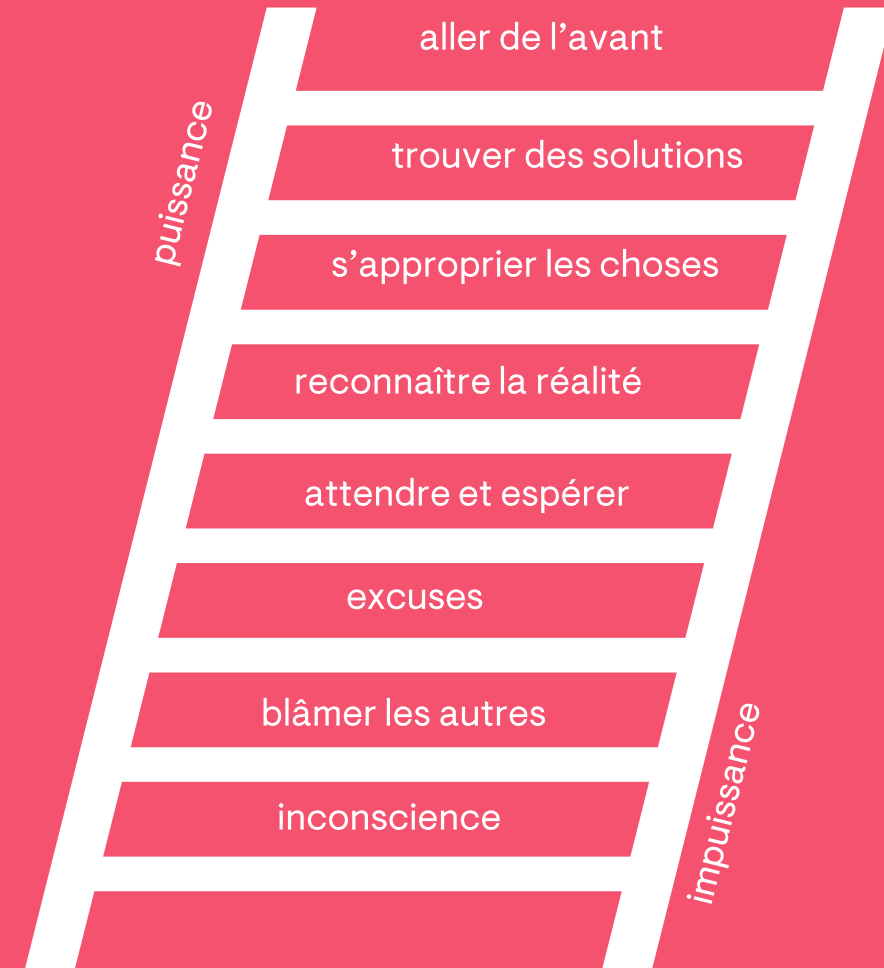 aller de l’avant
puissance
trouver des solutions
s’approprier les choses
reconnaître la réalité
attendre et espérer
excuses
blâmer les autres
inconscience
impuissance